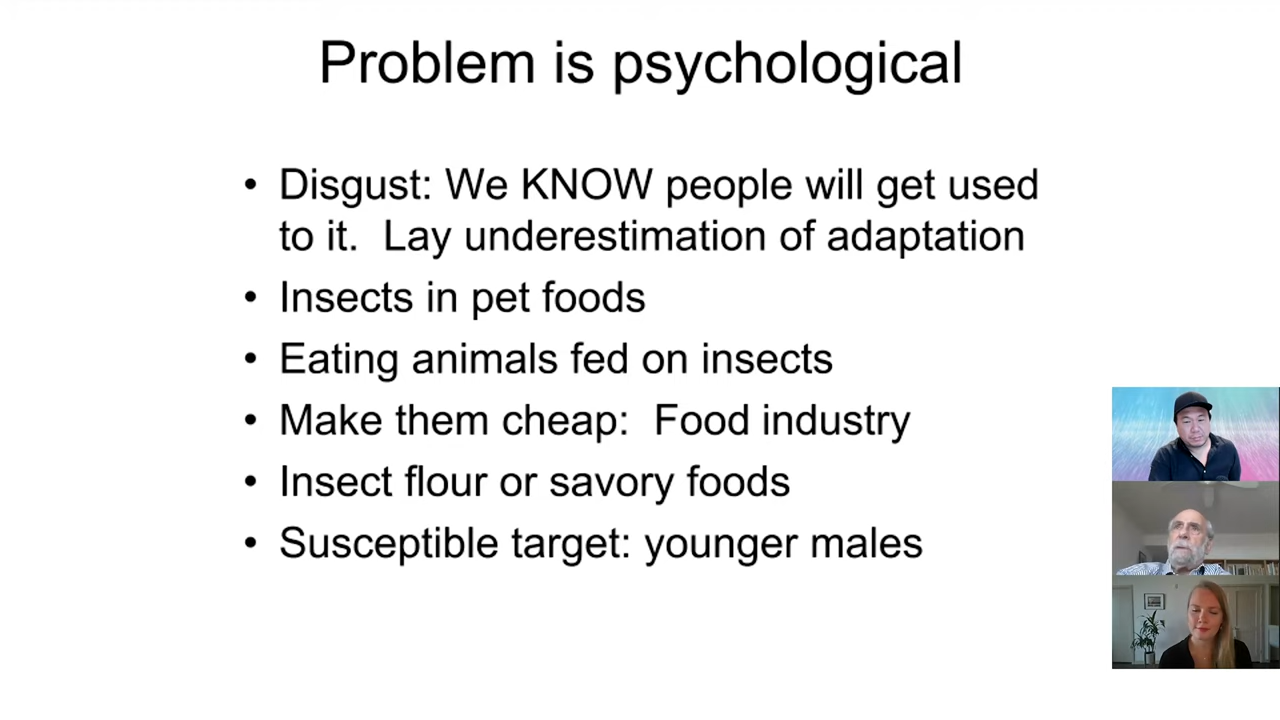 Problem is psychological
• Disgust: We KNOW people will get used
to it.  Lay underestimation of adaptation
• Insects in pet foods
• Eating animals fed on insects
• Make them cheap:  Food industry
• Insect flour or savory foods
• Susceptible target: younger males